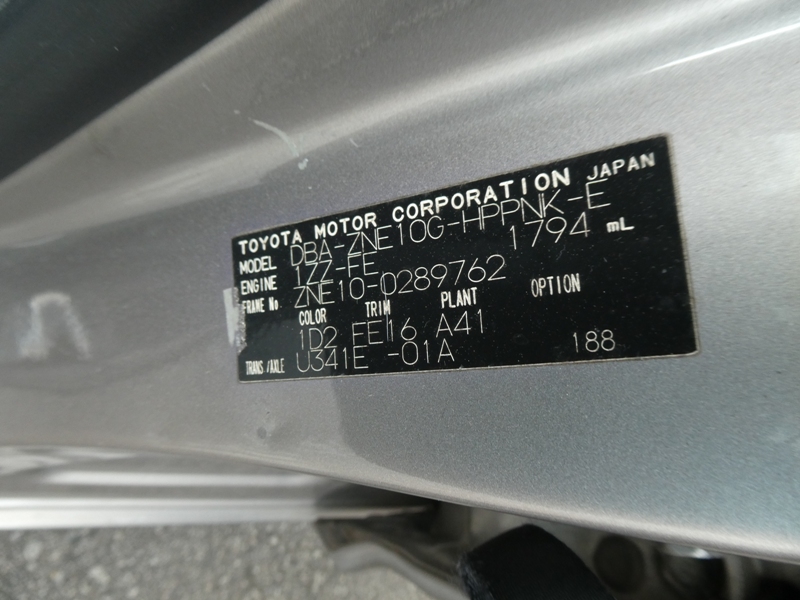 TOYOTA MOTOR CORPORATION JAPAN
MODEL DBA-ZNE10G-HPPNK-E
ENGINE 1ZZ-FE 1794 mL
FRAME No ZNE10-0289762
COLOR TRIM PLANT OPTION
1D2 FE16 A41
TRANS/AXLE U341E -01A 188